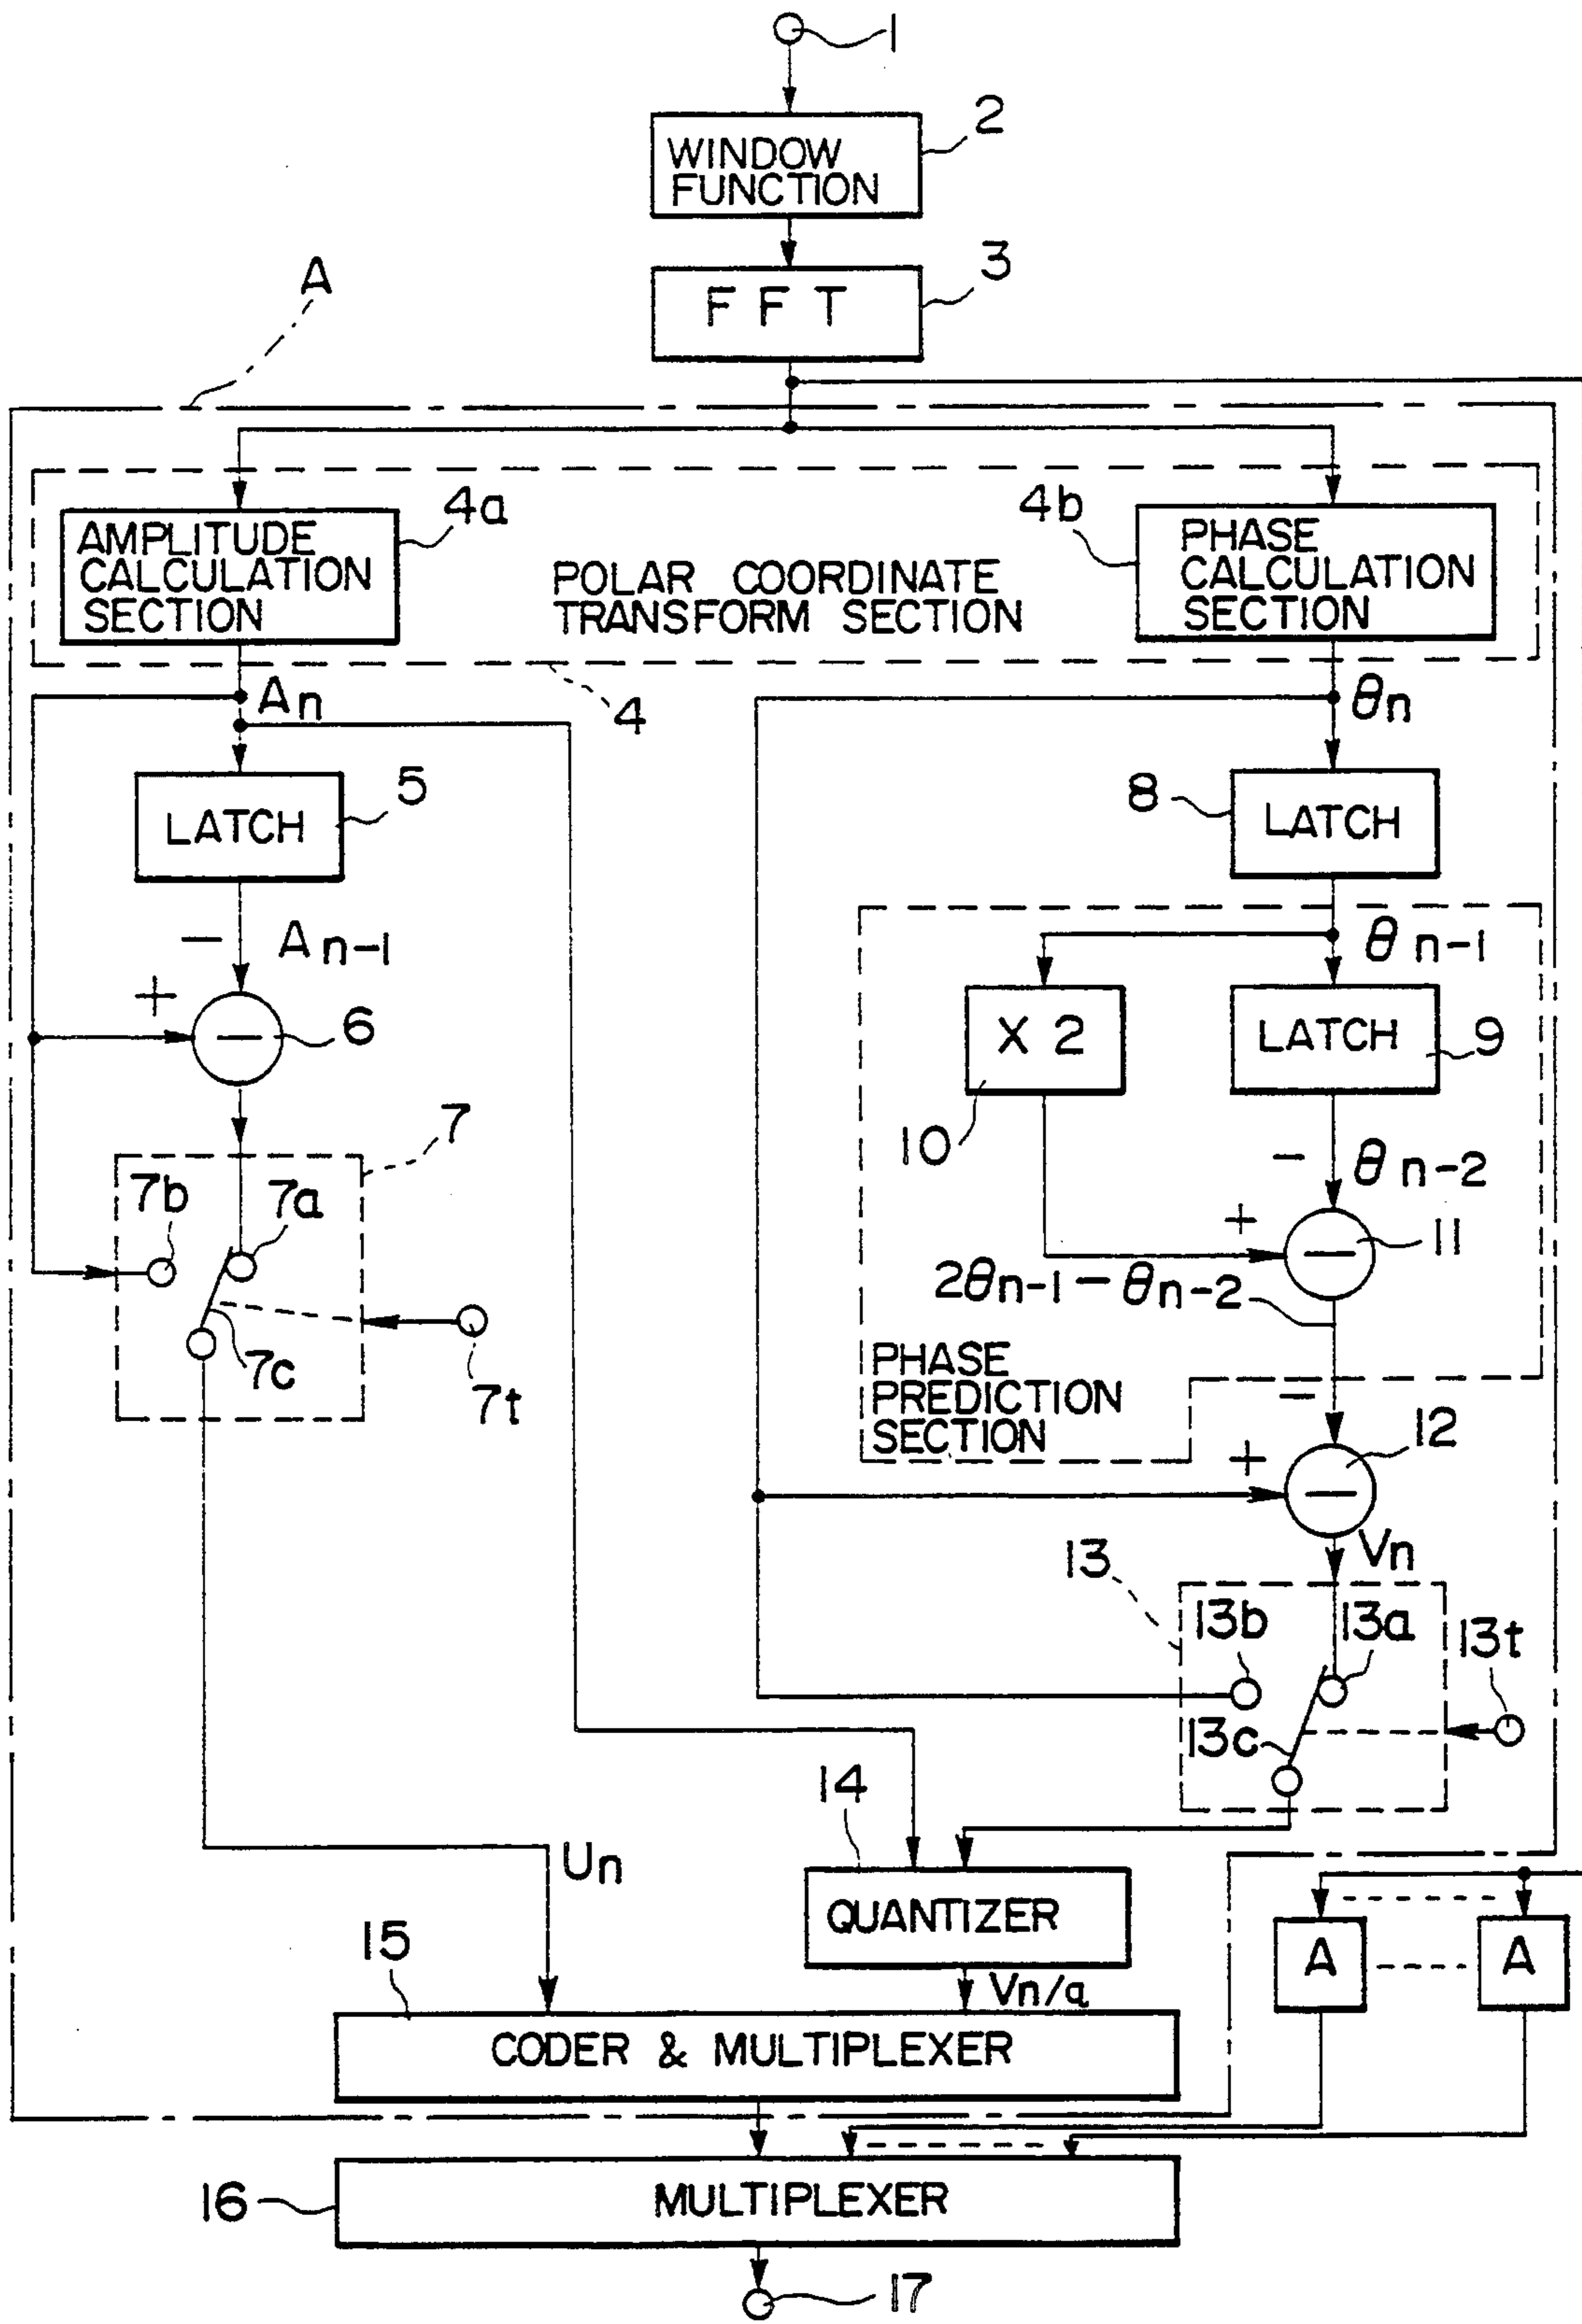 1
2
WINDOW
FUNCTION
3
FFT
A
4a
AMPLITUDE
CALCULATION
SECTION
POLAR COORDINATE
TRANSFORM SECTION
4b
PHASE
CALCULATION
SECTION
4
An
θn
5
LATCH
8
LATCH
− An-1
θn-1
+
6
X 2
LATCH
9
10
− θn-2
7
7b
7a
+
11
2θn-1 − θn-2
7c
7t
PHASE
PREDICTION
SECTION
−
12
+
Vn
13
13b
13a
13t
13c
14
Un
QUANTIZER
15
A
A
Vn/q
CODER & MULTIPLEXER
16
MULTIPLEXER
17